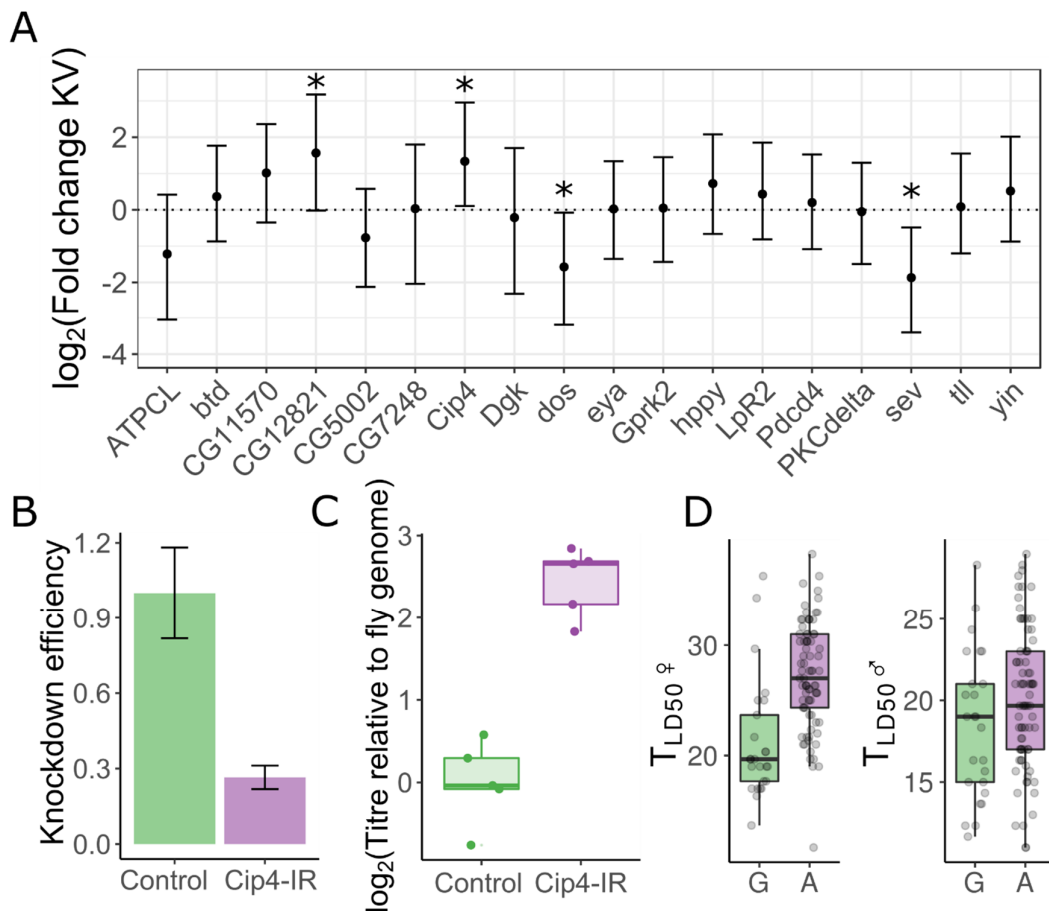 A
log₂(Fold change KV)
2
0
-2
-4
* * * *
ATPCL btd CG11570 CG12821 CG5002 CG7248 Cip4 Dgk dos eya Gprk2 hppy LpR2 Pdcd4 PKCdelta sev tll yin
B
Knockdown efficiency
1.2
0.9
0.6
0.3
0.0
Control Cip4-IR
C
log₂(Titre relative to fly genome)
3
2
1
0
Control Cip4-IR
D
T LD50 ♀
30
20
G A
T LD50 ♂
25
20
15
G A